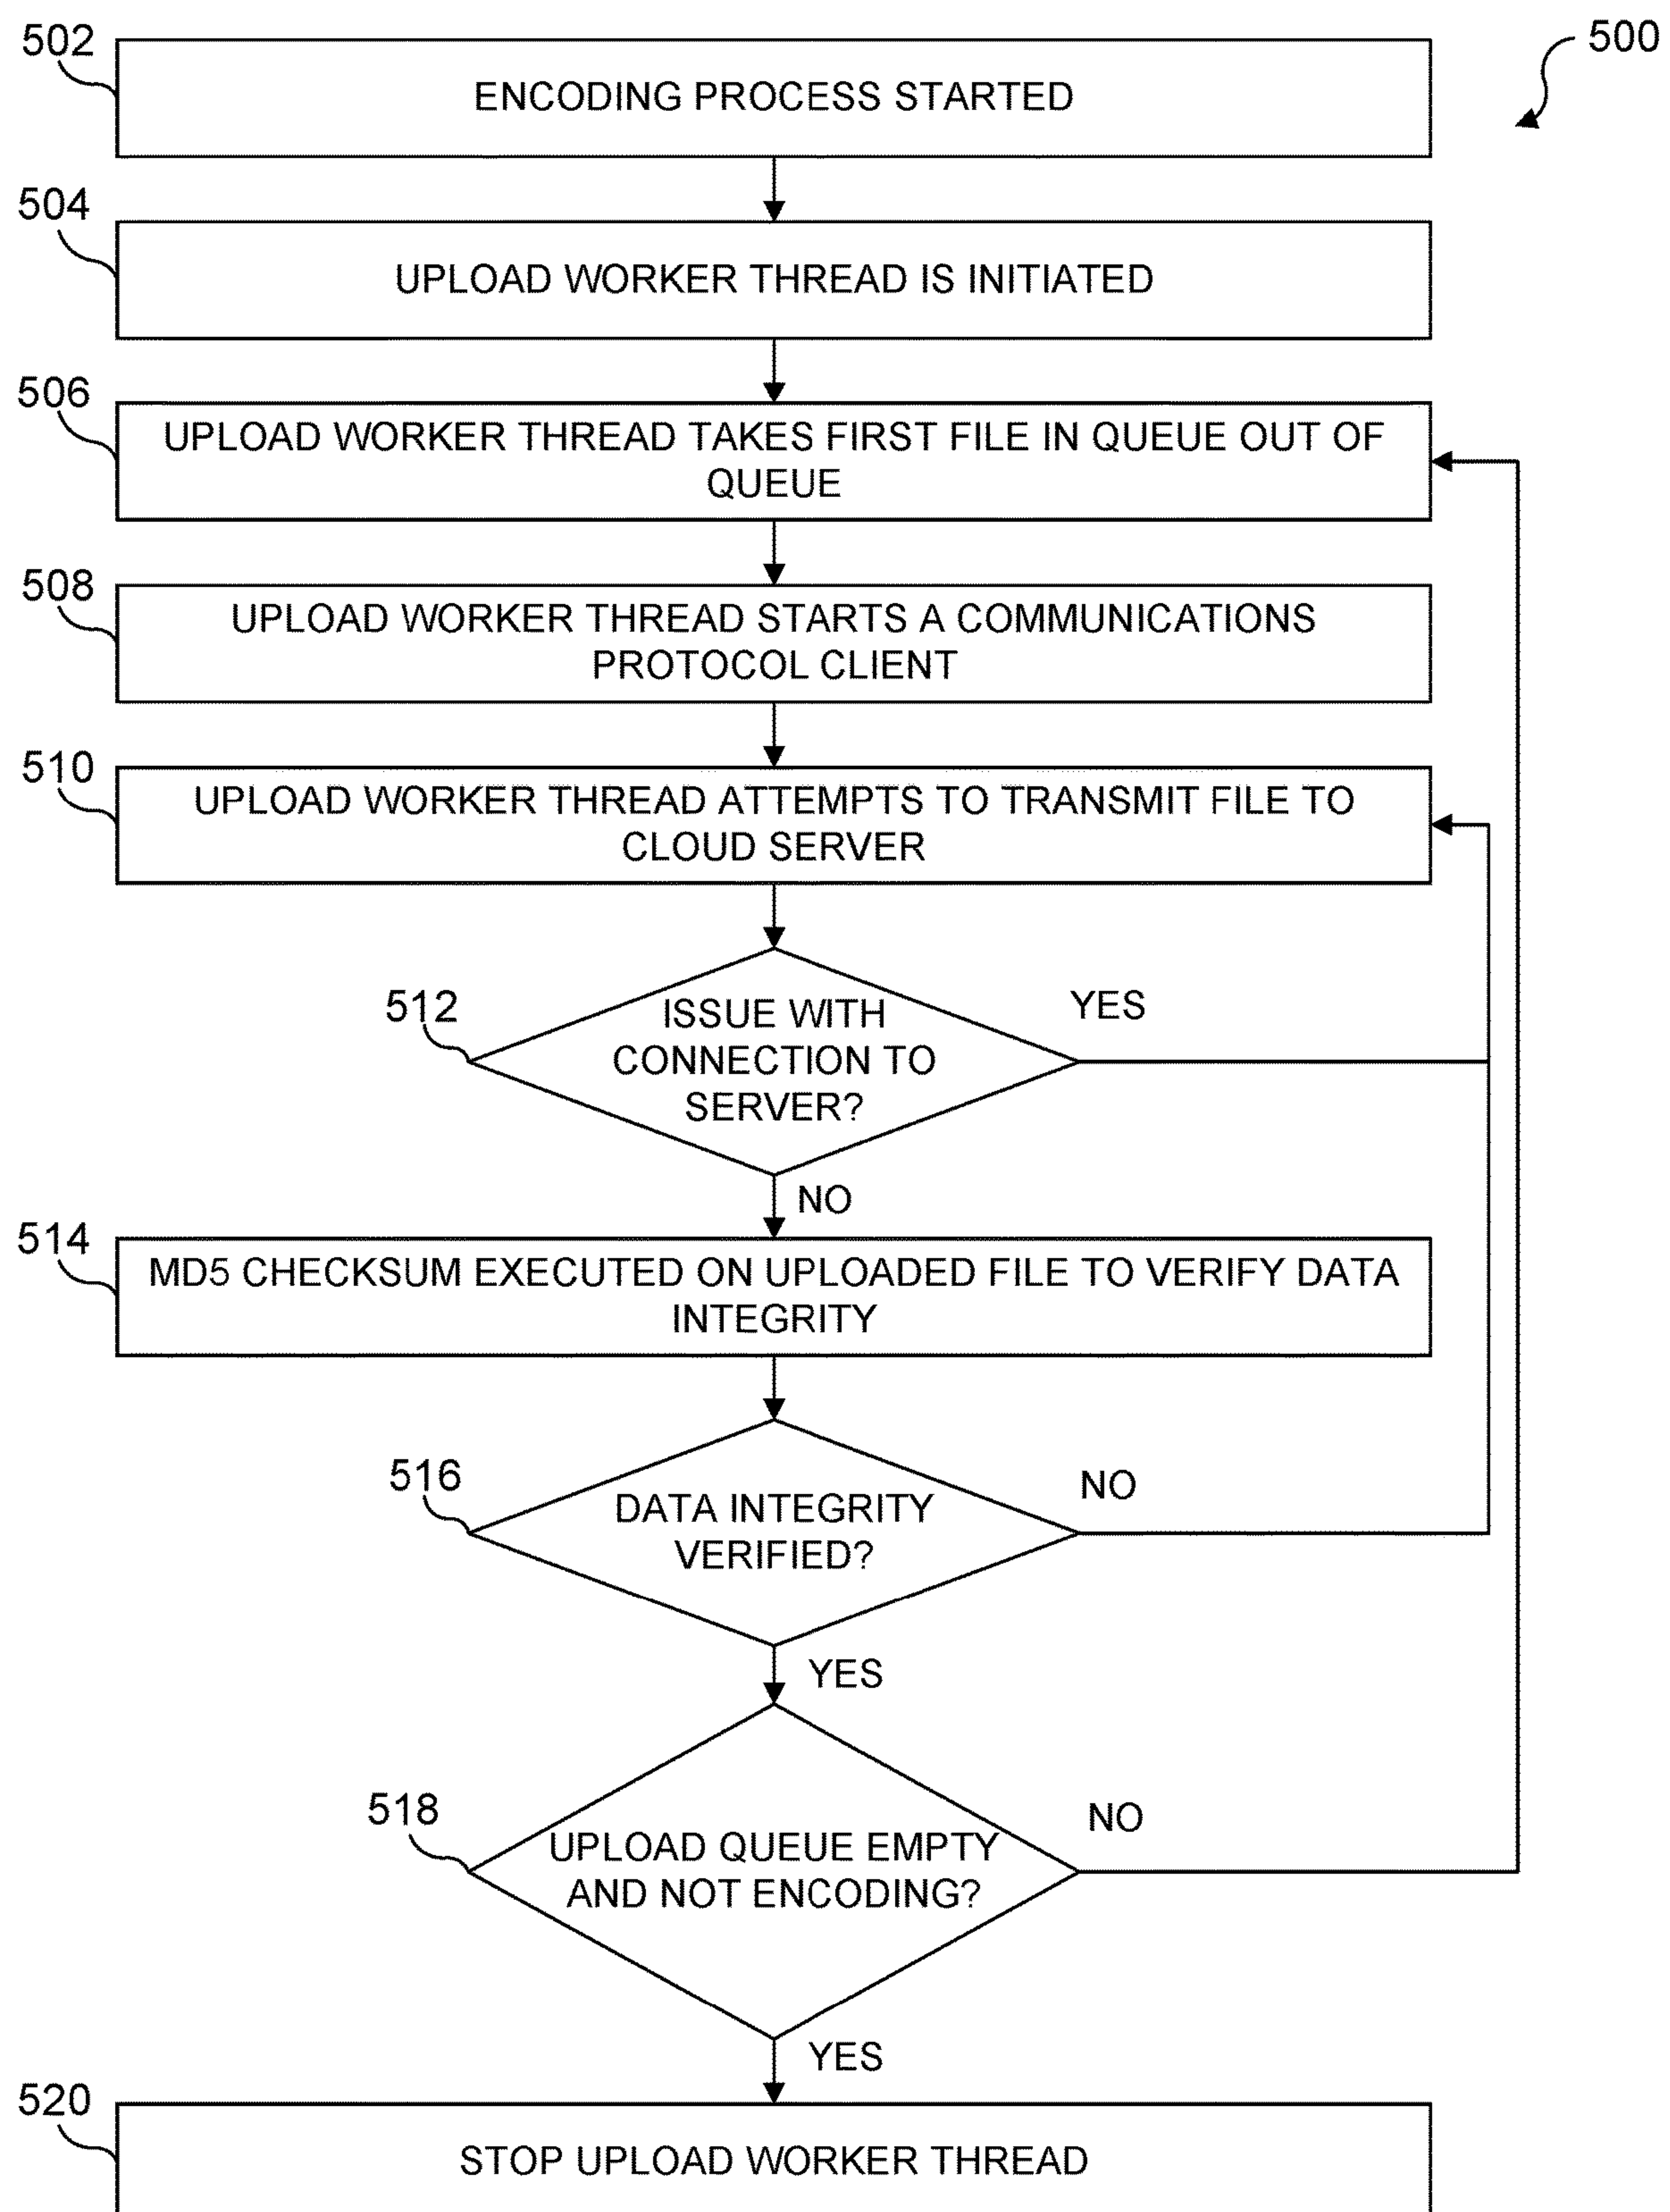 502
500
ENCODING PROCESS STARTED
504
UPLOAD WORKER THREAD IS INITIATED
506
UPLOAD WORKER THREAD TAKES FIRST FILE IN QUEUE OUT OF
QUEUE
508
UPLOAD WORKER THREAD STARTS A COMMUNICATIONS
PROTOCOL CLIENT
510
UPLOAD WORKER THREAD ATTEMPTS TO TRANSMIT FILE TO
CLOUD SERVER
512
ISSUE WITH
CONNECTION TO
SERVER?
YES
NO
514
MD5 CHECKSUM EXECUTED ON UPLOADED FILE TO VERIFY DATA
INTEGRITY
516
DATA INTEGRITY
VERIFIED?
NO
YES
518
UPLOAD QUEUE EMPTY
AND NOT ENCODING?
NO
YES
520
STOP UPLOAD WORKER THREAD